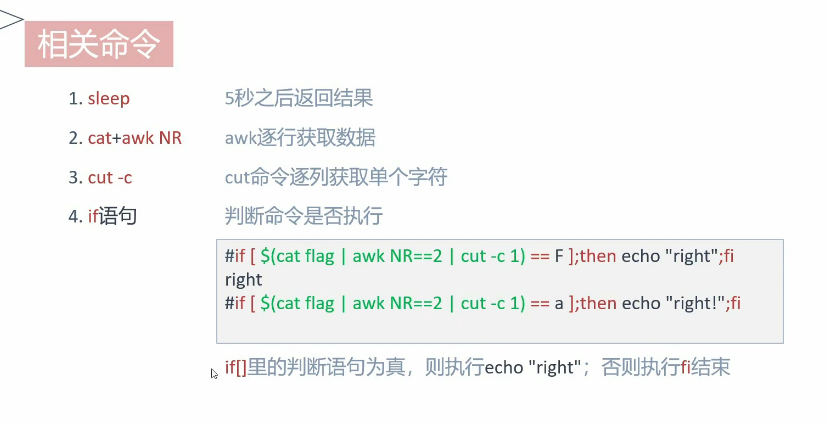 相关命令
1. sleep 5秒之后返回结果
2. cat+awk NR awk逐行获取数据
3. cut -c cut命令逐列获取单个字符
4. if语句 判断命令是否执行
#if [ $(cat flag | awk NR==2 | cut -c 1) == F ];then echo "right";fi
right
#if [ $(cat flag | awk NR==2 | cut -c 1) == a ];then echo "right!";fi
if[]里的判断语句为真，则执行echo "right"；否则执行fi结束